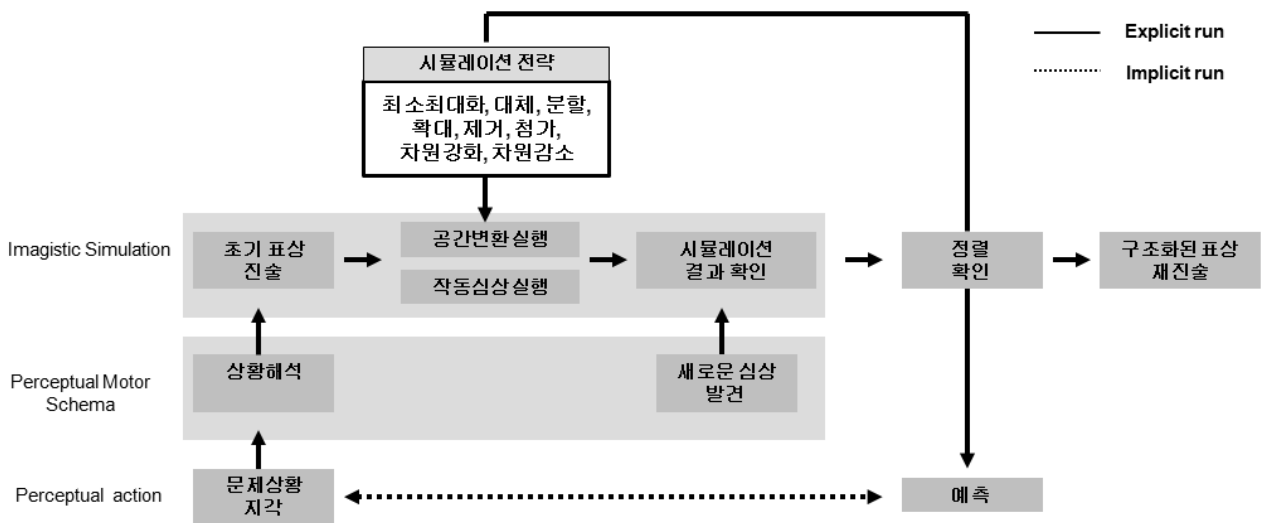 Explicit run
Implicit run
시뮬레이션 전략
최소최대화, 대체, 분할,
확대, 제거, 첨가,
차원강화, 차원감소
Imagistic Simulation
초기 표상
진술
공간변환실행
작동심상실행
시뮬레이션
결과 확인
정렬
확인
구조화된 표상
재진술
Perceptual Motor
Schema
상황해석
새로운 심상
발견
Perceptual action
문제상황
지각
예측